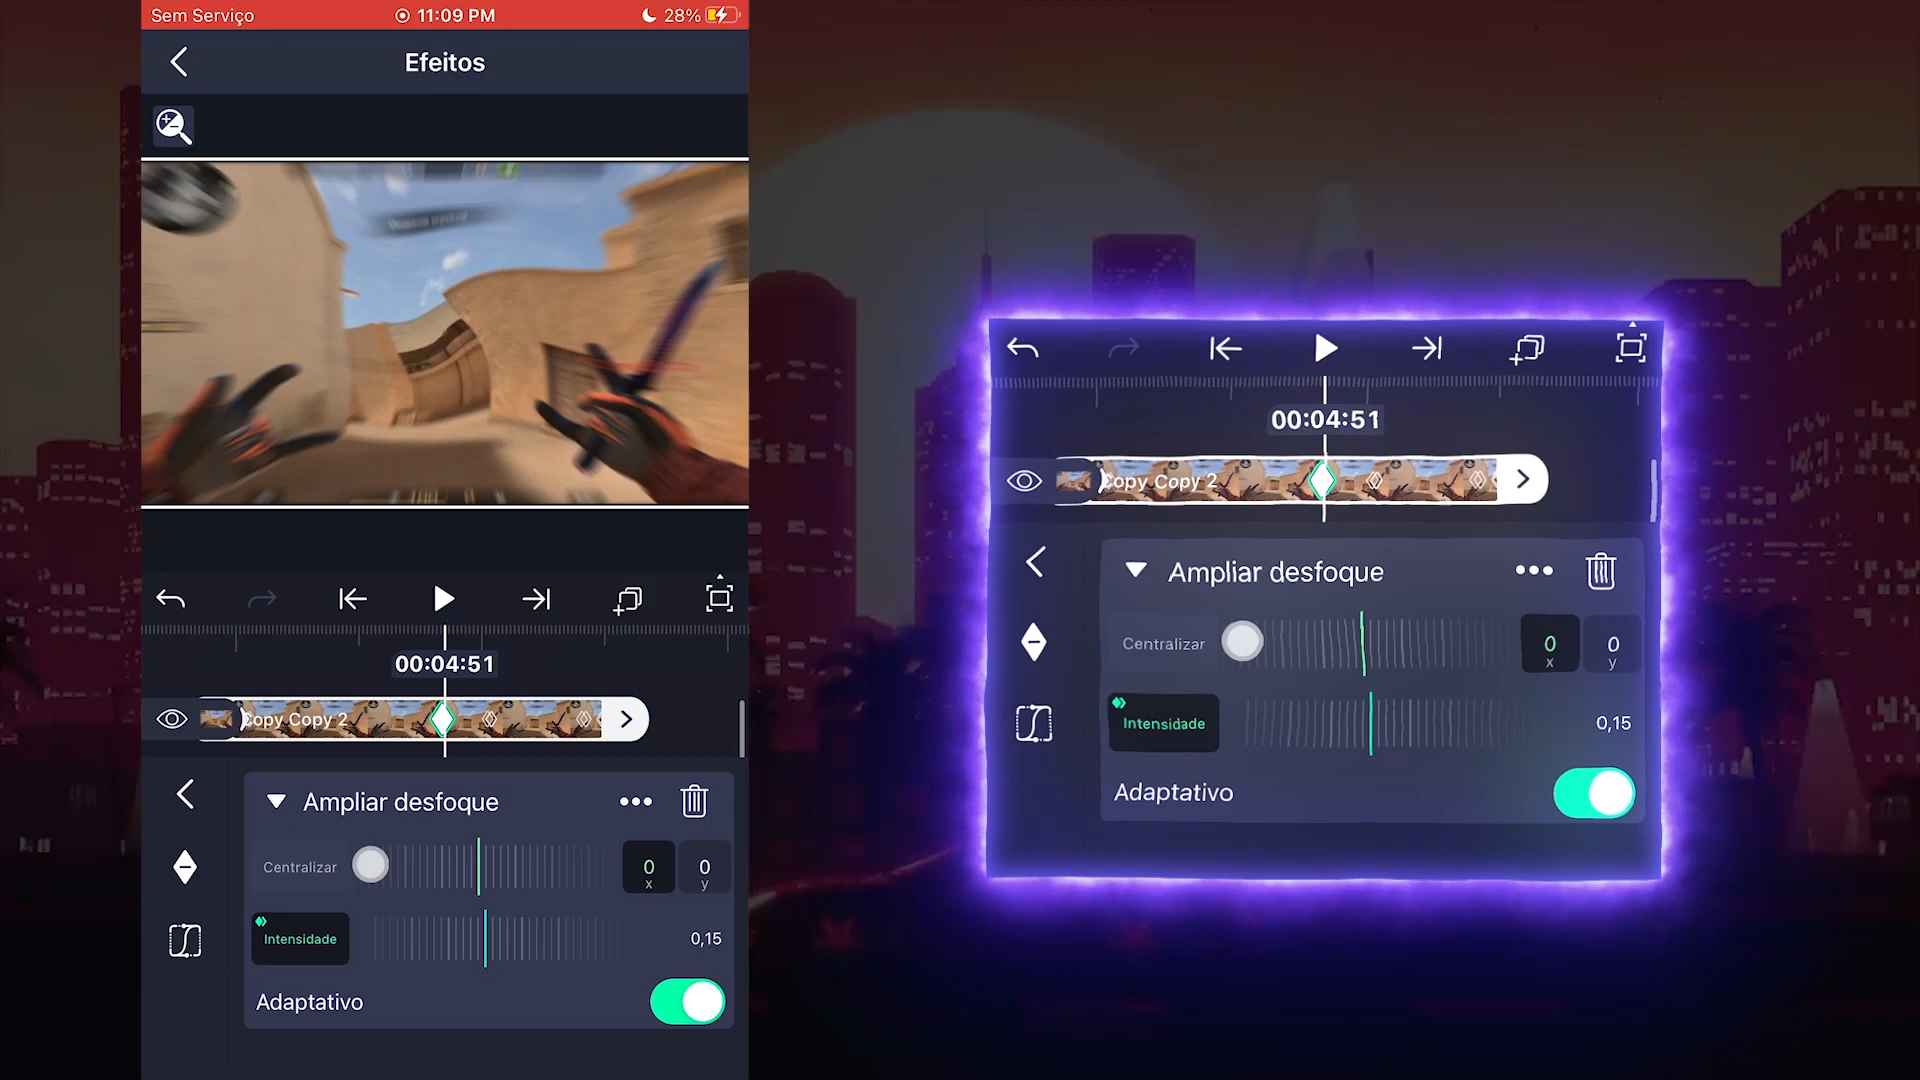 Sem Serviço
11:09 PM
28%
Efeitos
00:04:51
Copy Copy 2
Ampliar desfoque
Centralizar
0
x
0
y
Intensidade
0,15
Adaptativo
00:04:51
Copy Copy 2
Ampliar desfoque
Centralizar
0
x
0
y
Intensidade
0,15
Adaptativo